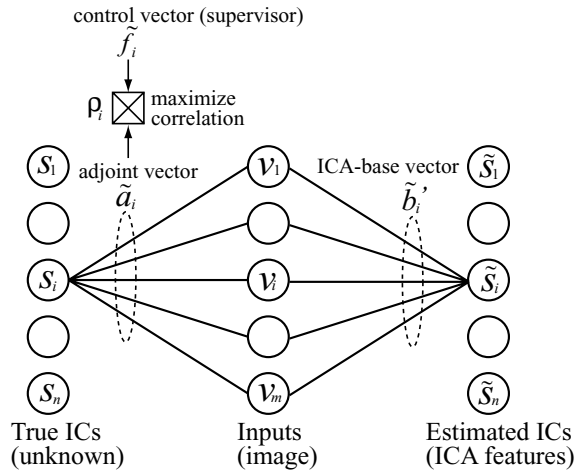 control vector (supervisor)
f̃i
ρi
maximize
correlation
adjoint vector
ãi
ICA-base vector
b̃i’
s1
v1
s̃1
si
vi
s̃i
sn
vm
s̃n
True ICs
(unknown)
Inputs
(image)
Estimated ICs
(ICA features)